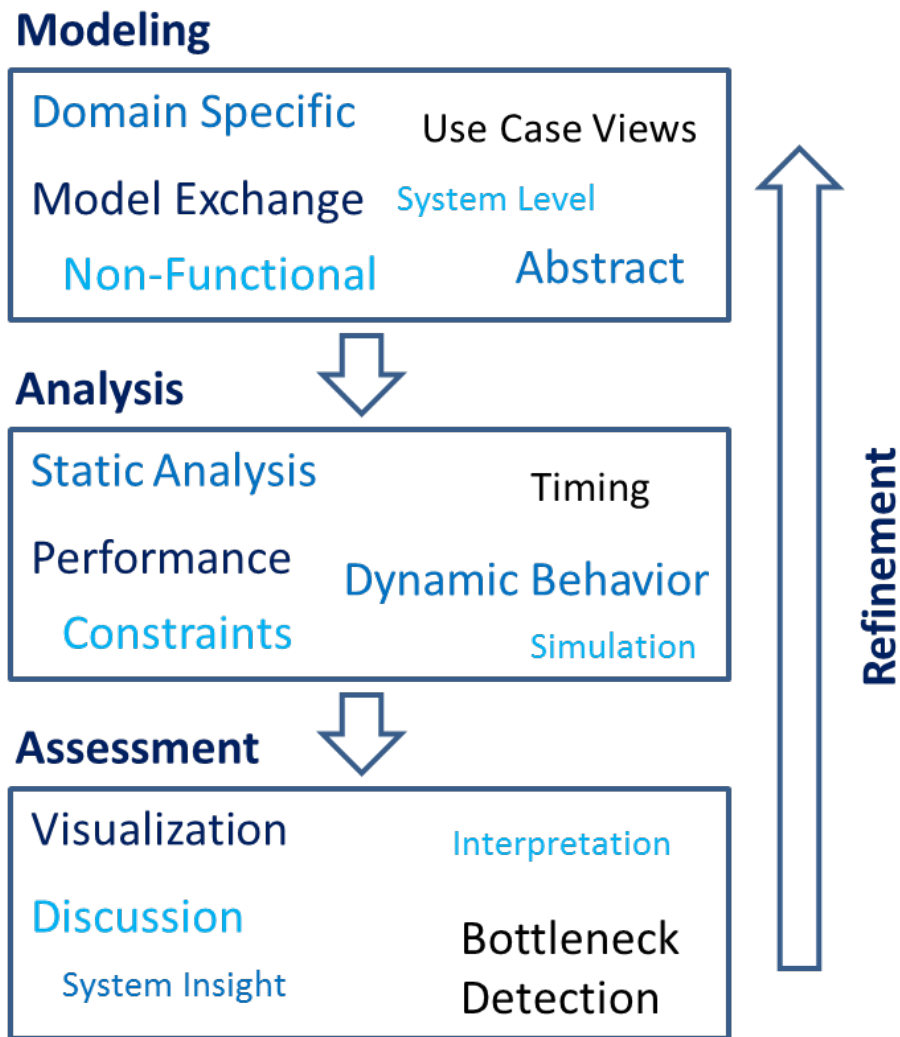 Modeling
Domain Specific
Use Case Views
Model Exchange
System Level
Non-Functional
Abstract
Analysis
Static Analysis
Timing
Performance
Dynamic Behavior
Constraints
Simulation
Assessment
Visualization
Interpretation
Discussion
Bottleneck
Detection
System Insight
Refinement